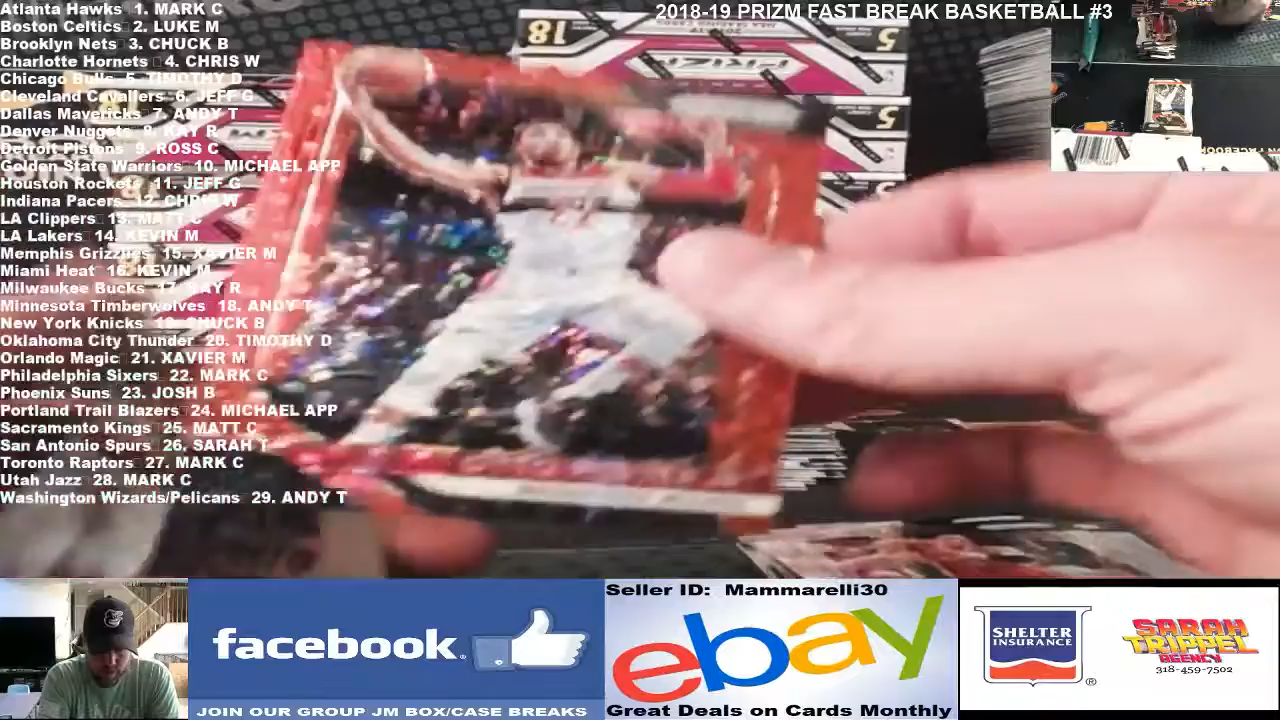 2018-19 PRIZM FAST BREAK BASKETBALL #3
Atlanta Hawks 1. MARK C
Boston Celtics 2. LUKE M
Brooklyn Nets 3. CHUCK B
Charlotte Hornets 4. CHRIS W
Chicago Bulls 5. TIMOTHY D
Cleveland Cavaliers 6. JEFF G
Dallas Mavericks 7. ANDY T
Denver Nuggets 8. KAY R
Detroit Pistons 9. ROSS C
Golden State Warriors 10. MICHAEL APP
Houston Rockets 11. JEFF G
Indiana Pacers 12. CHRIS W
LA Clippers 13. MATT C
LA Lakers 14. KEVIN M
Memphis Grizzlies 15. XAVIER M
Miami Heat 16. KEVIN M
Milwaukee Bucks 17. KAY R
Minnesota Timberwolves 18. ANDY T
New York Knicks 19. CHUCK B
Oklahoma City Thunder 20. TIMOTHY D
Orlando Magic 21. XAVIER M
Philadelphia Sixers 22. MARK C
Phoenix Suns 23. JOSH B
Portland Trail Blazers 24. MICHAEL APP
Sacramento Kings 25. MATT C
San Antonio Spurs 26. SARAH T
Toronto Raptors 27. MARK C
Utah Jazz 28. MARK C
Washington Wizards/Pelicans 29. ANDY T
18
PRIZM
5
5
facebook.
JOIN OUR GROUP JM BOX/CASE BREAKS
Seller ID: Mammarelli30
ebay
Great Deals on Cards Monthly
SHELTER
INSURANCE
®
SARAH
TRIPPEL
AGENCY
318-459-7502